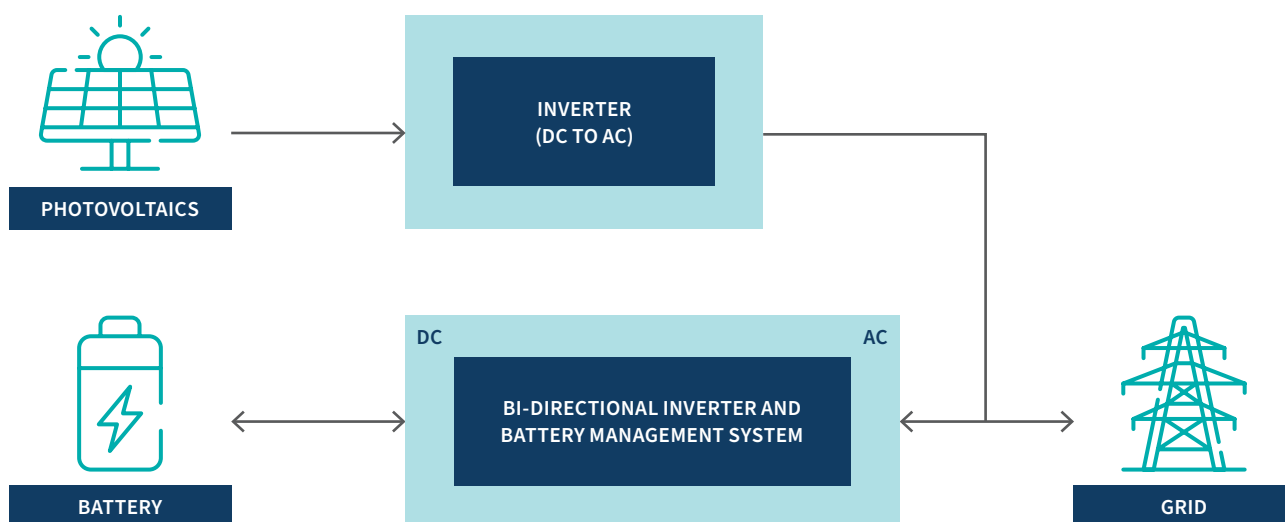 INVERTER
(DC TO AC)
PHOTOVOLTAICS
DC
AC
BI-DIRECTIONAL INVERTER AND
BATTERY MANAGEMENT SYSTEM
BATTERY
GRID